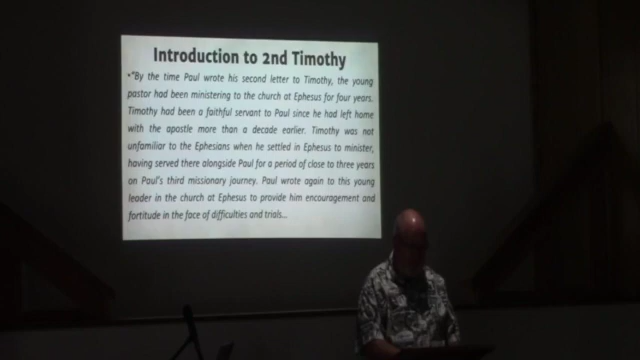 Introduction to 2nd Timothy
•"By the time Paul wrote his second letter to Timothy, the young
pastor had been ministering to the church at Ephesus for four years.
Timothy had been a faithful servant to Paul since he had left home
with the apostle more than a decade earlier. Timothy was not
unfamiliar to the Ephesians when he settled in Ephesus to minister,
having served there alongside Paul for a period of close to three years
on Paul's third missionary journey. Paul wrote again to this young
leader in the church at Ephesus to provide him encouragement and
fortitude in the face of difficulties and trials...